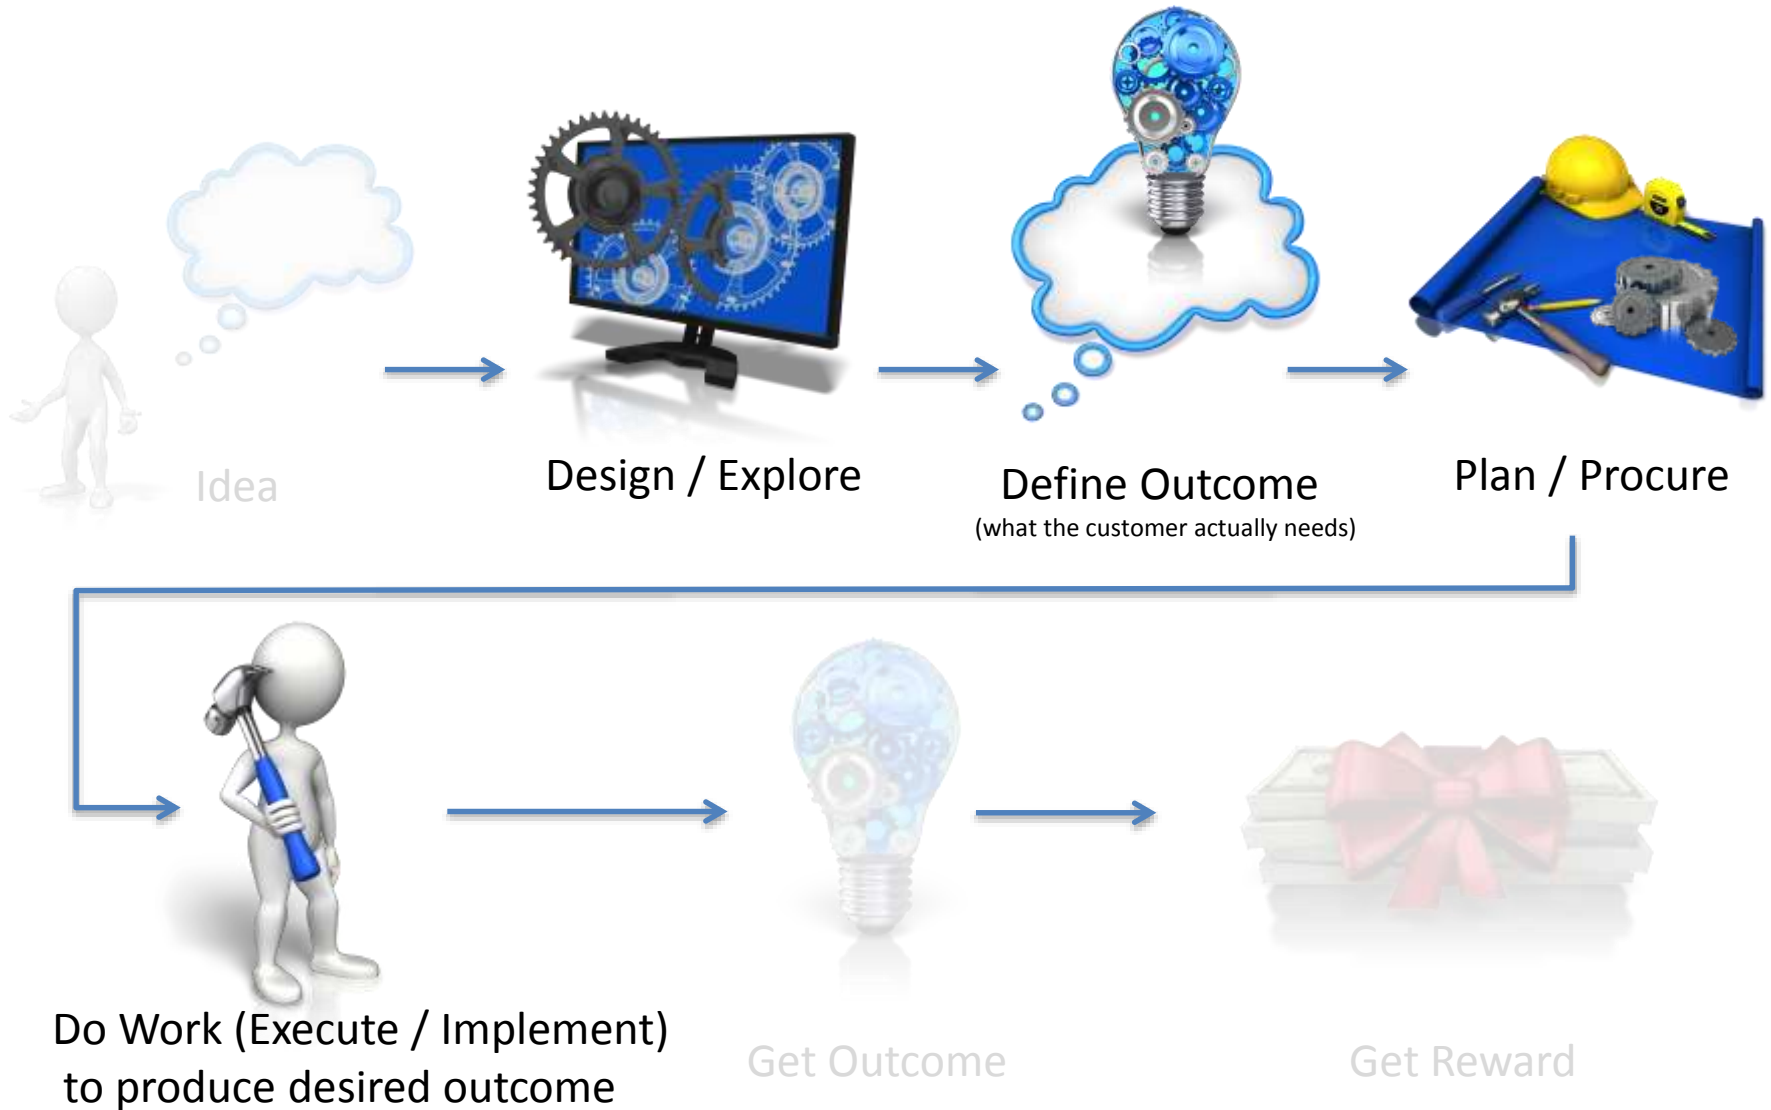 Idea
Design / Explore
Define Outcome
(what the customer actually needs)
Plan / Procure
Do Work (Execute / Implement)
to produce desired outcome
Get Outcome
Get Reward